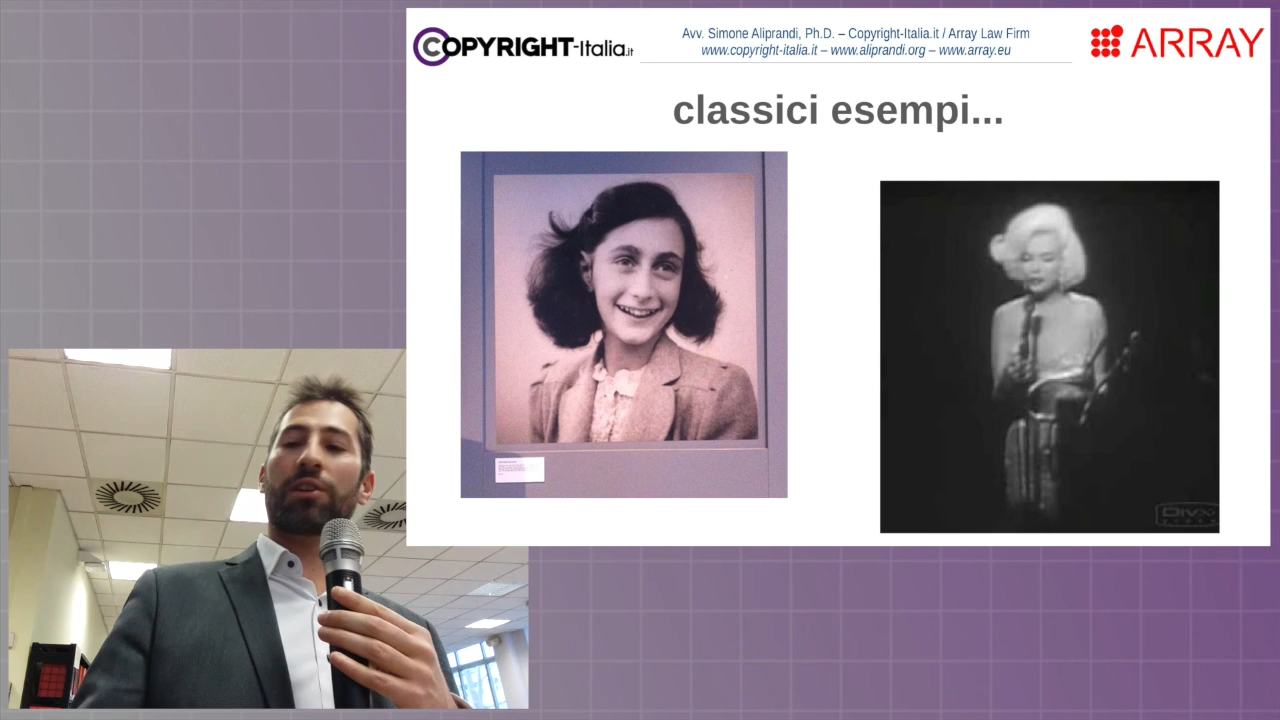 COPYRIGHT-Italia.it
Avv. Simone Aliprandi, Ph.D. – Copyright-Italia.it / Array Law Firm
www.copyright-italia.it – www.aliprandi.org – www.array.eu
ARRAY
classici esempi...
DivX